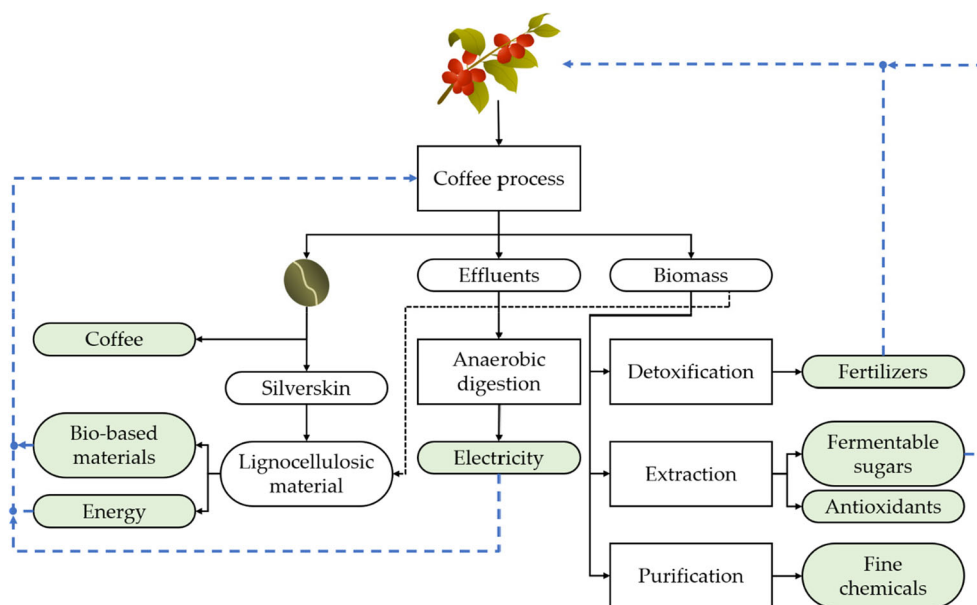 Coffee process
Effluents
Biomass
Coffee
Anaerobic
digestion
Detoxification
Fertilizers
Silverskin
Bio-based
materials
Lignocellulosic
material
Electricity
Extraction
Fermentable
sugars
Energy
Antioxidants
Purification
Fine
chemicals